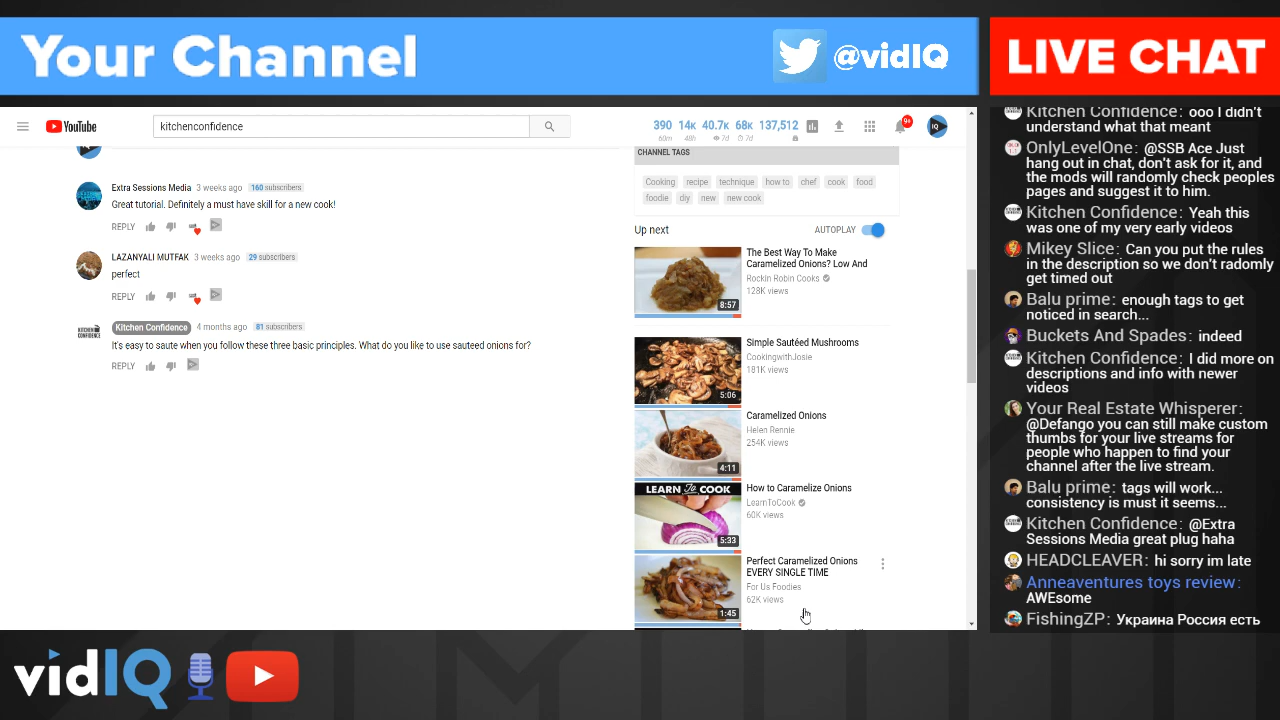 Your Channel
@vidIQ
LIVE CHAT
YouTube
kitchenconfidence
390 14k 40.7k 68k 137,512
60m 48h 7d 7d
9+
IQ
Extra Sessions Media 3 weeks ago 160 subscribers
Great tutorial. Definitely a must have skill for a new cook!
REPLY
LAZANYALI MUTFAK 3 weeks ago 29 subscribers
perfect
REPLY
Kitchen Confidence 4 months ago 81 subscribers
It's easy to saute when you follow these three basic principles. What do you like to use sauteed onions for?
REPLY
CHANNEL TAGS
Cooking recipe technique how to chef cook food
foodie diy new new cook
Up next AUTOPLAY
The Best Way To Make
Caramelized Onions? Low And
Rockin Robin Cooks
128K views
8:57
Simple Sautéed Mushrooms
CookingwithJosie
181K views
5:06
Caramelized Onions
Helen Rennie
254K views
4:11
LEARN To COOK
How to Caramelize Onions
LearnToCook
60K views
5:33
Perfect Caramelized Onions
EVERY SINGLE TIME
For Us Foodies
62K views
1:45
Kitchen Confidence: ooo I didn't
understand what that meant
OnlyLevelOne: @SSB Ace Just
hang out in chat, don't ask for it, and
the mods will randomly check peoples
pages and suggest it to him.
Kitchen Confidence: Yeah this
was one of my very early videos
Mikey Slice: Can you put the rules
in the description so we don't radomly
get timed out
Balu prime: enough tags to get
noticed in search...
Buckets And Spades: indeed
Kitchen Confidence: I did more on
descriptions and info with newer
videos
Your Real Estate Whisperer:
@Defango you can still make custom
thumbs for your live streams for
people who happen to find your
channel after the live stream.
Balu prime: tags will work...
consistency is must it seems...
Kitchen Confidence: @Extra
Sessions Media great plug haha
HEADCLEAVER: hi sorry im late
Anneaventures toys review:
AWEsome
FishingZP: Украина Россия есть
vidIQ